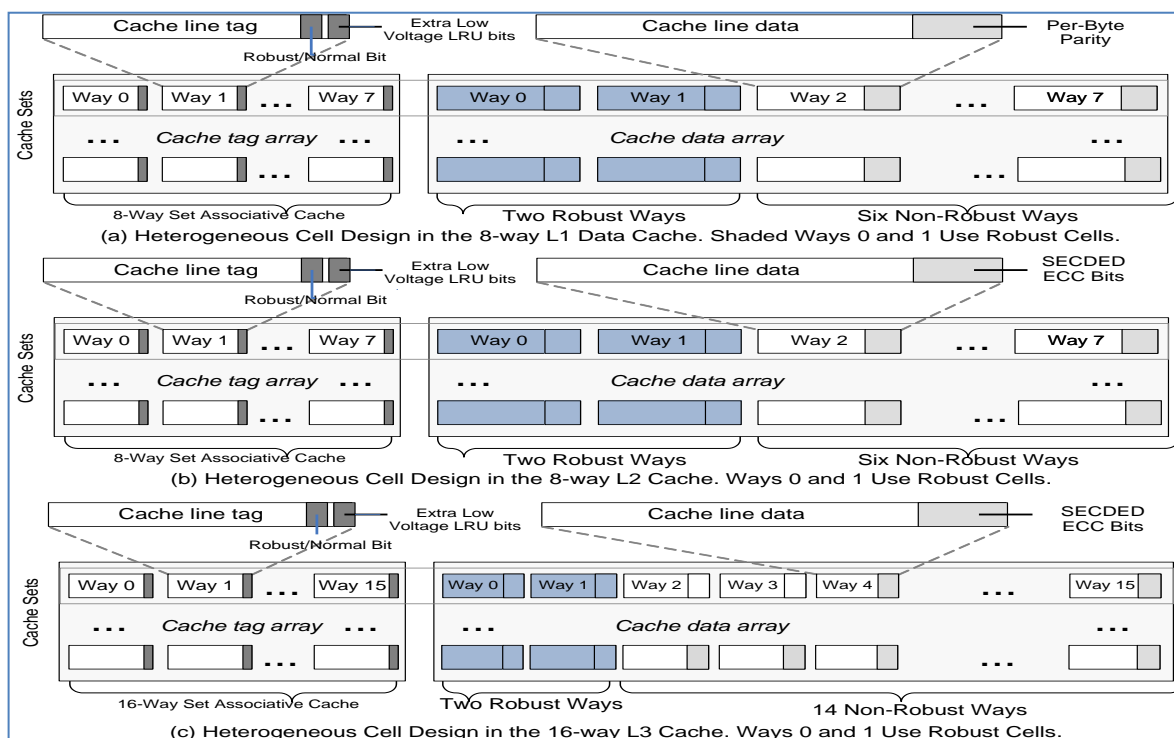 Cache line tag
Extra Low
Voltage LRU bits
Robust/Normal Bit
Cache line data
Per-Byte
Parity
Cache Sets
Way 0 Way 1 ... Way 7
Way 0 Way 1 Way 2 ... Way 7
... Cache tag array ...
... Cache data array ...
...
...
8-Way Set Associative Cache
Two Robust Ways
Six Non-Robust Ways
(a) Heterogeneous Cell Design in the 8-way L1 Data Cache. Shaded Ways 0 and 1 Use Robust Cells.
Cache line tag
Extra Low
Voltage LRU bits
Robust/Normal Bit
Cache line data
SECDED
ECC Bits
Cache Sets
Way 0 Way 1 ... Way 7
Way 0 Way 1 Way 2 ... Way 7
... Cache tag array ...
... Cache data array ...
...
...
8-Way Set Associative Cache
Two Robust Ways
Six Non-Robust Ways
(b) Heterogeneous Cell Design in the 8-way L2 Cache. Ways 0 and 1 Use Robust Cells.
Cache line tag
Extra Low
Voltage LRU bits
Robust/Normal Bit
Cache line data
SECDED
ECC Bits
Cache Sets
Way 0 Way 1 ... Way 15
Way 0 Way 1 Way 2 Way 3 Way 4 ... Way 15
... Cache tag array ...
... Cache data array ...
...
...
16-Way Set Associative Cache
Two Robust Ways
14 Non-Robust Ways
(c) Heterogeneous Cell Design in the 16-way L3 Cache. Ways 0 and 1 Use Robust Cells.